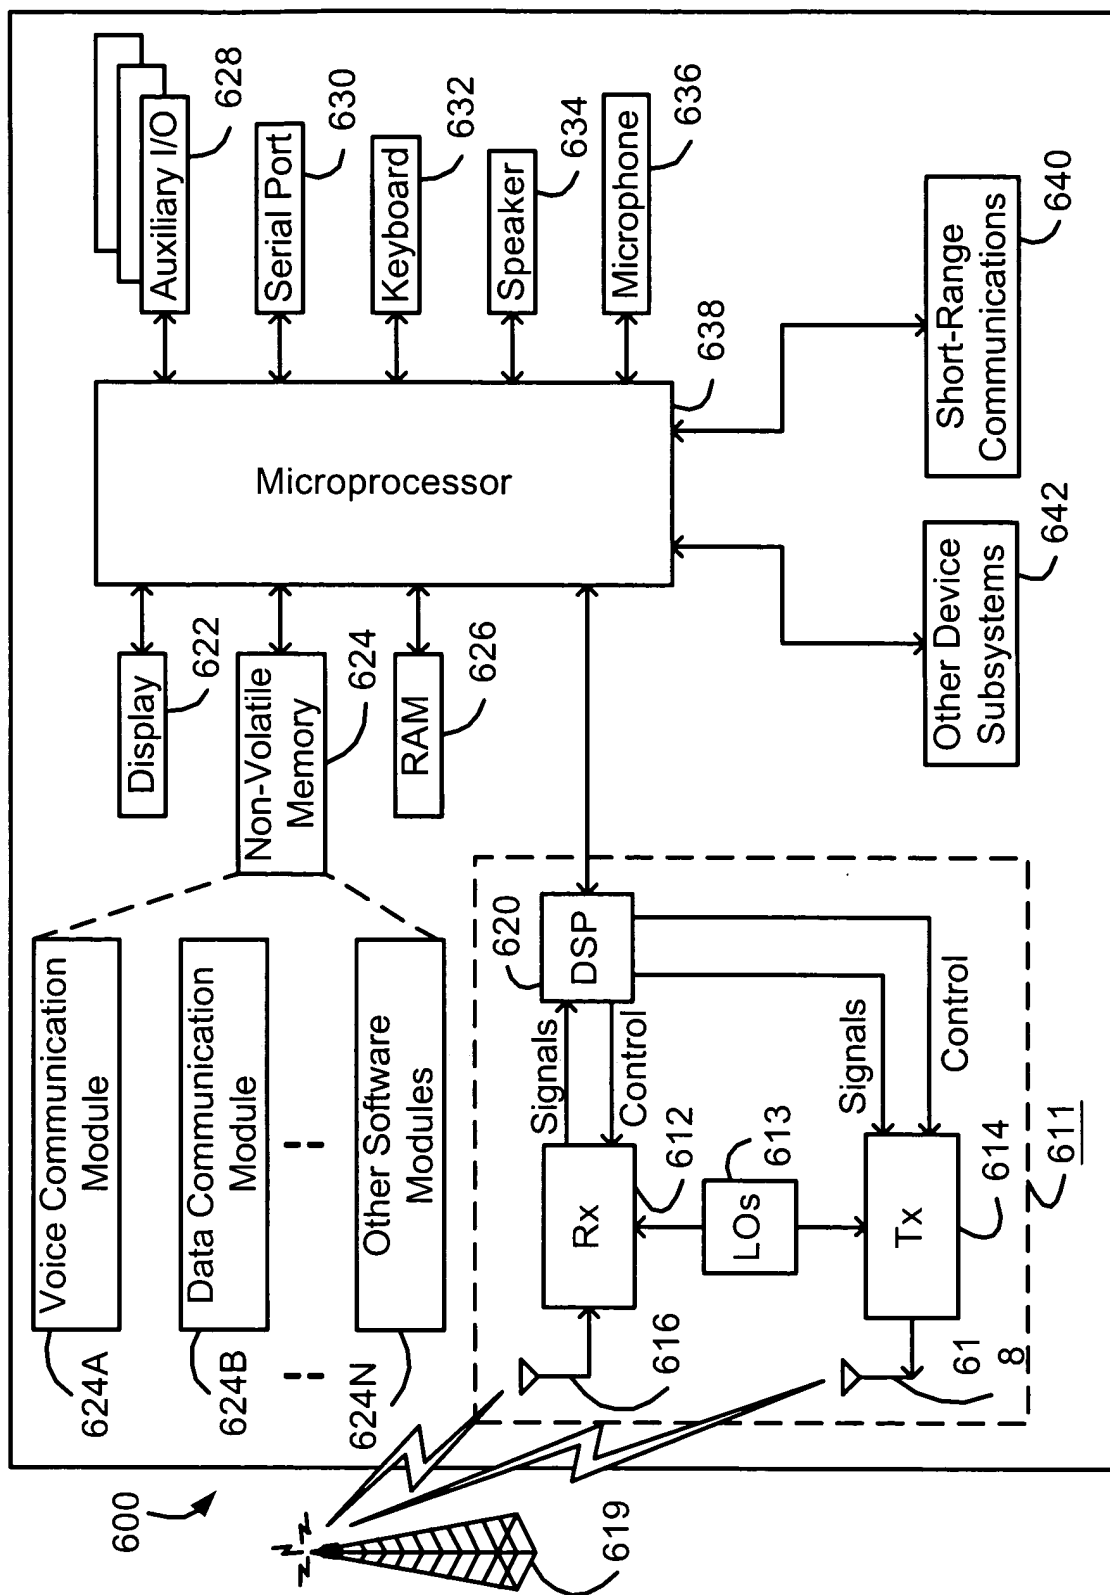 600
619
624A
Voice Communication
Module
624B
Data Communication
Module
624N
Other Software
Modules
Display
622
Non-Volatile
Memory
624
RAM
626
Microprocessor
638
Auxiliary I/O
628
Serial Port
630
Keyboard
632
Speaker
634
Microphone
636
Short-Range
Communications
640
Other Device
Subsystems
642
616
Rx
612
Signals
Control
DSP
620
LOs
613
61
8
Tx
614
Signals
Control
611